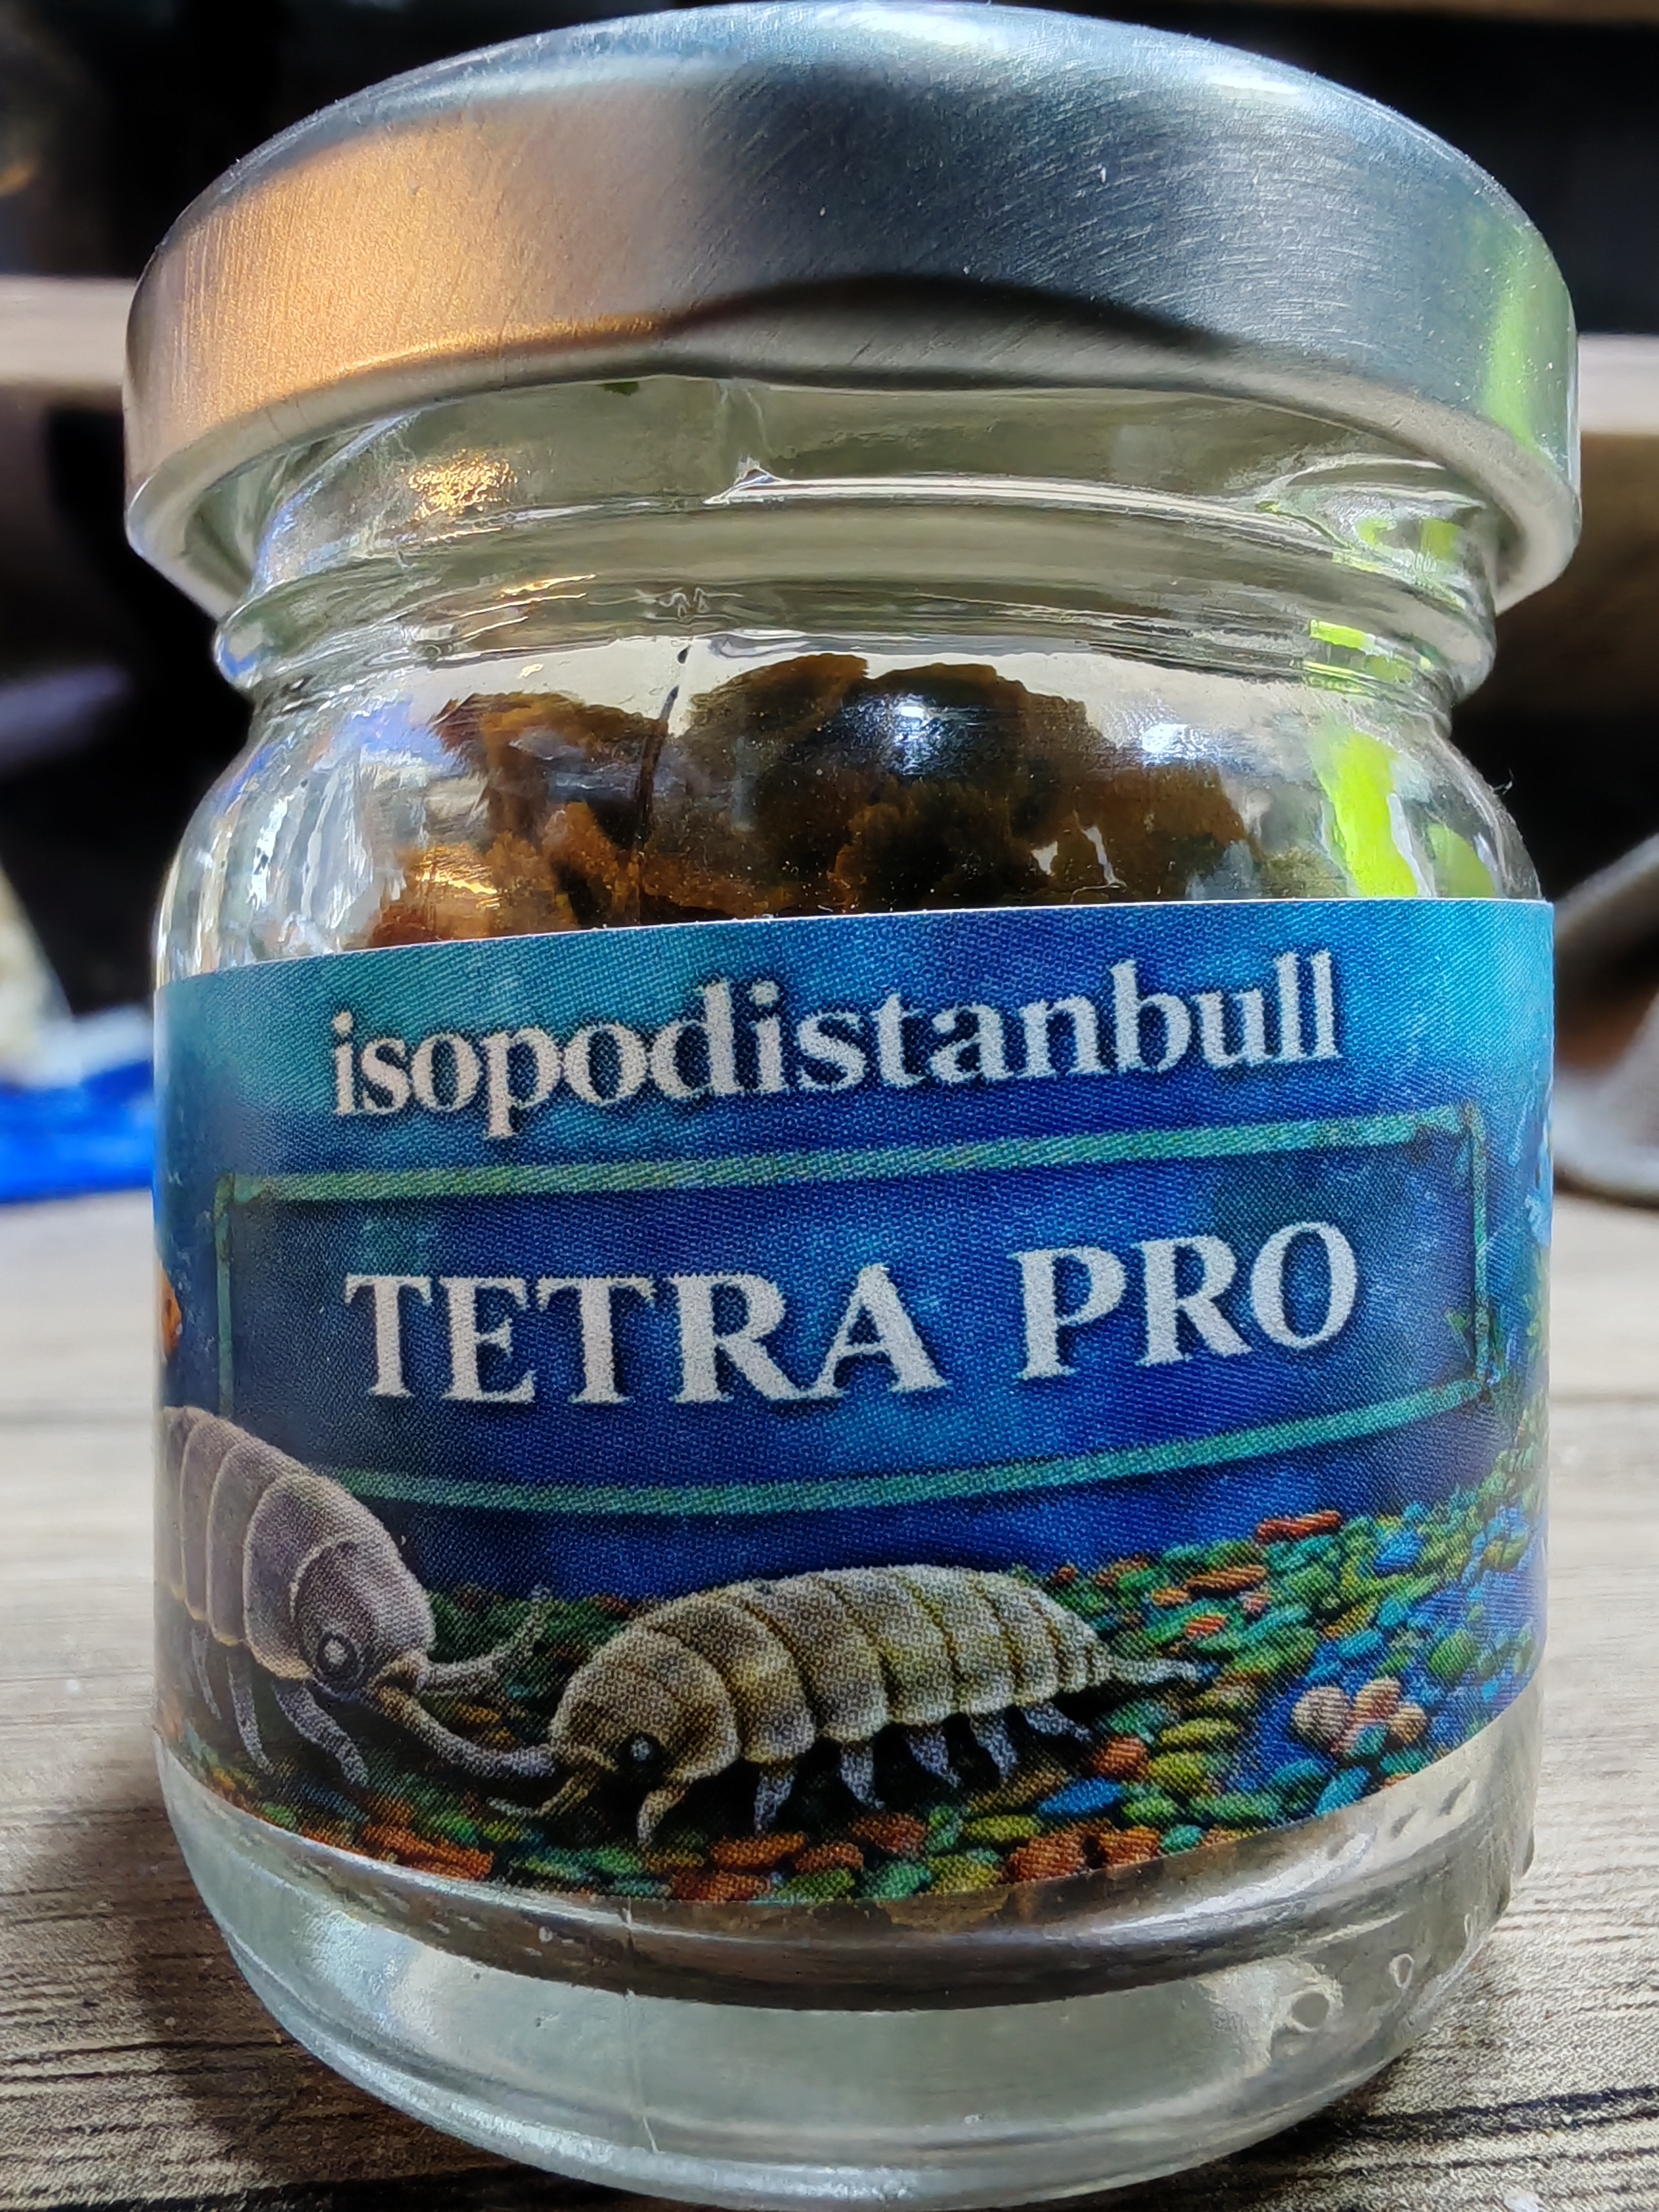 isopodistanbull
TETRA PRO